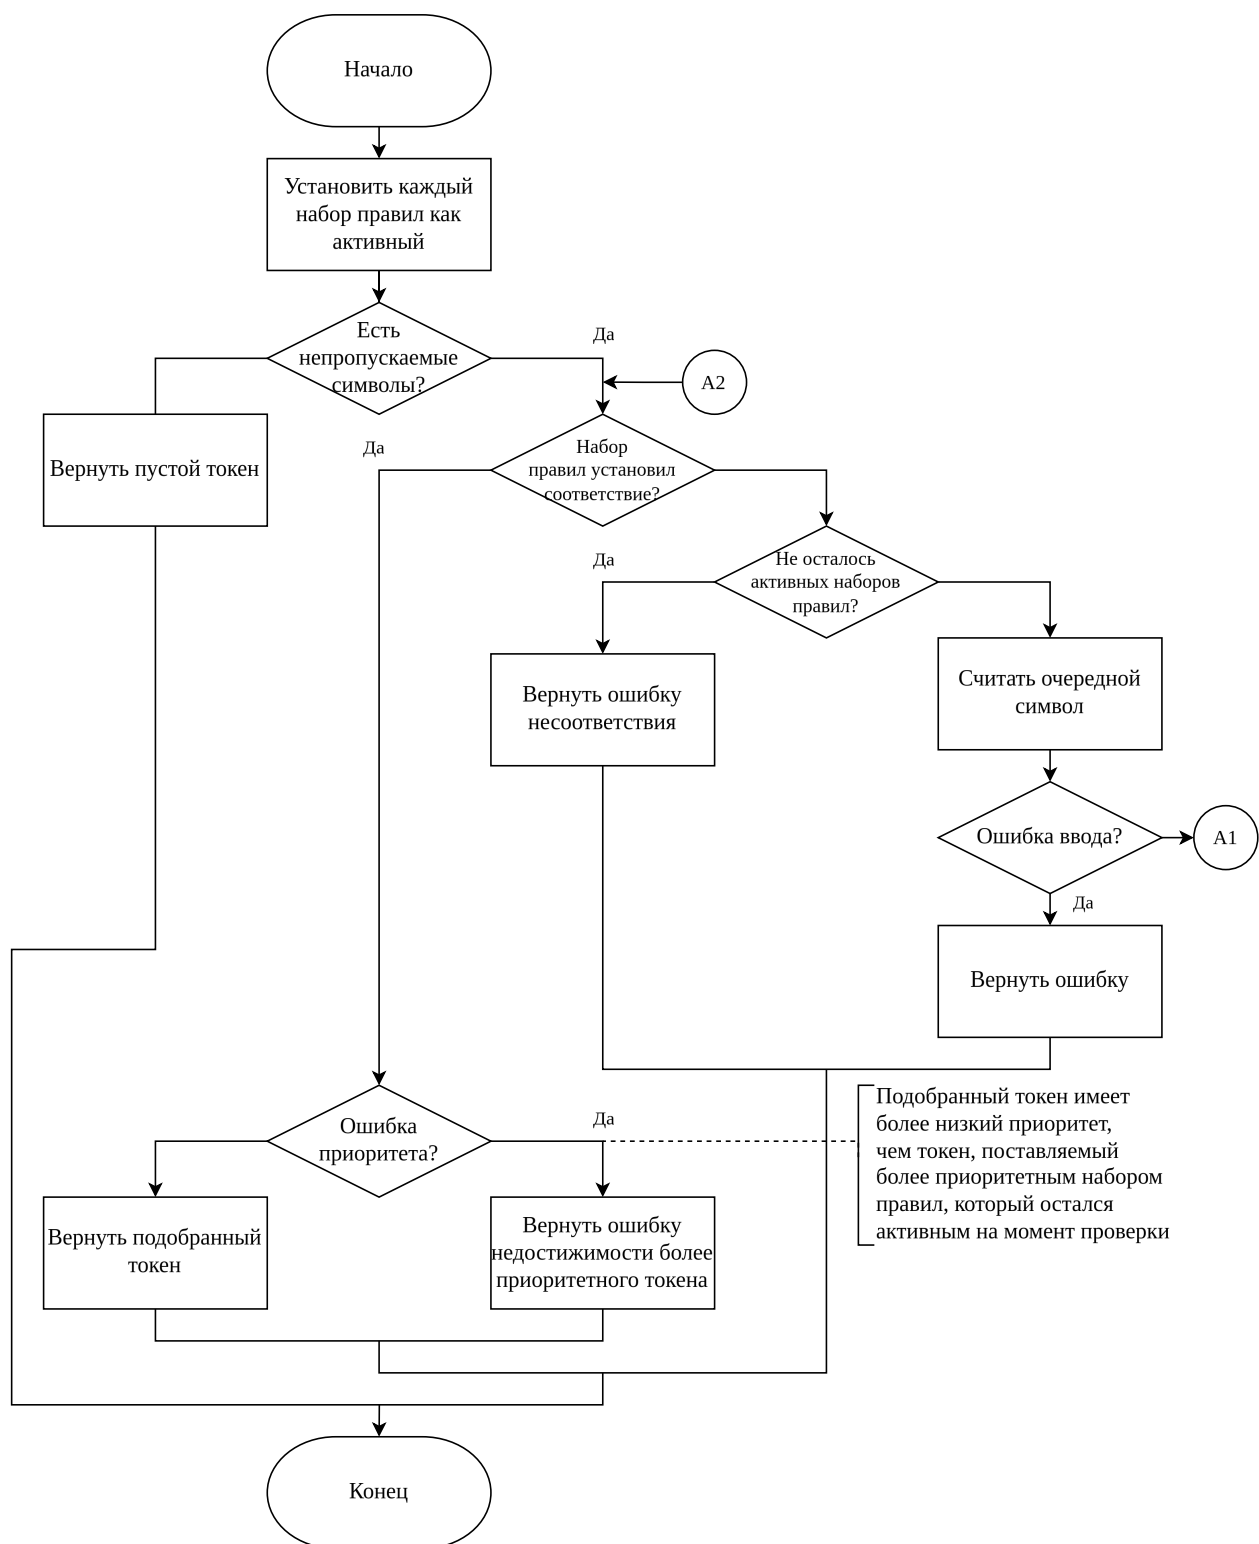 Начало
Установить каждый
набор правил как
активный
Есть
непропускаемые
символы?
Да
А2
Вернуть пустой токен
Да
Набор
правил установил
соответствие?
Да
Не осталось
активных наборов
правил?
Вернуть ошибку
несоответствия
Считать очередной
символ
Ошибка ввода?
А1
Да
Вернуть ошибку
Ошибка
приоритета?
Да
Подобранный токен имеет
более низкий приоритет,
чем токен, поставляемый
более приоритетным набором
правил, который остался
активным на момент проверки
Вернуть подобранный
токен
Вернуть ошибку
недостижимости более
приоритетного токена
Конец